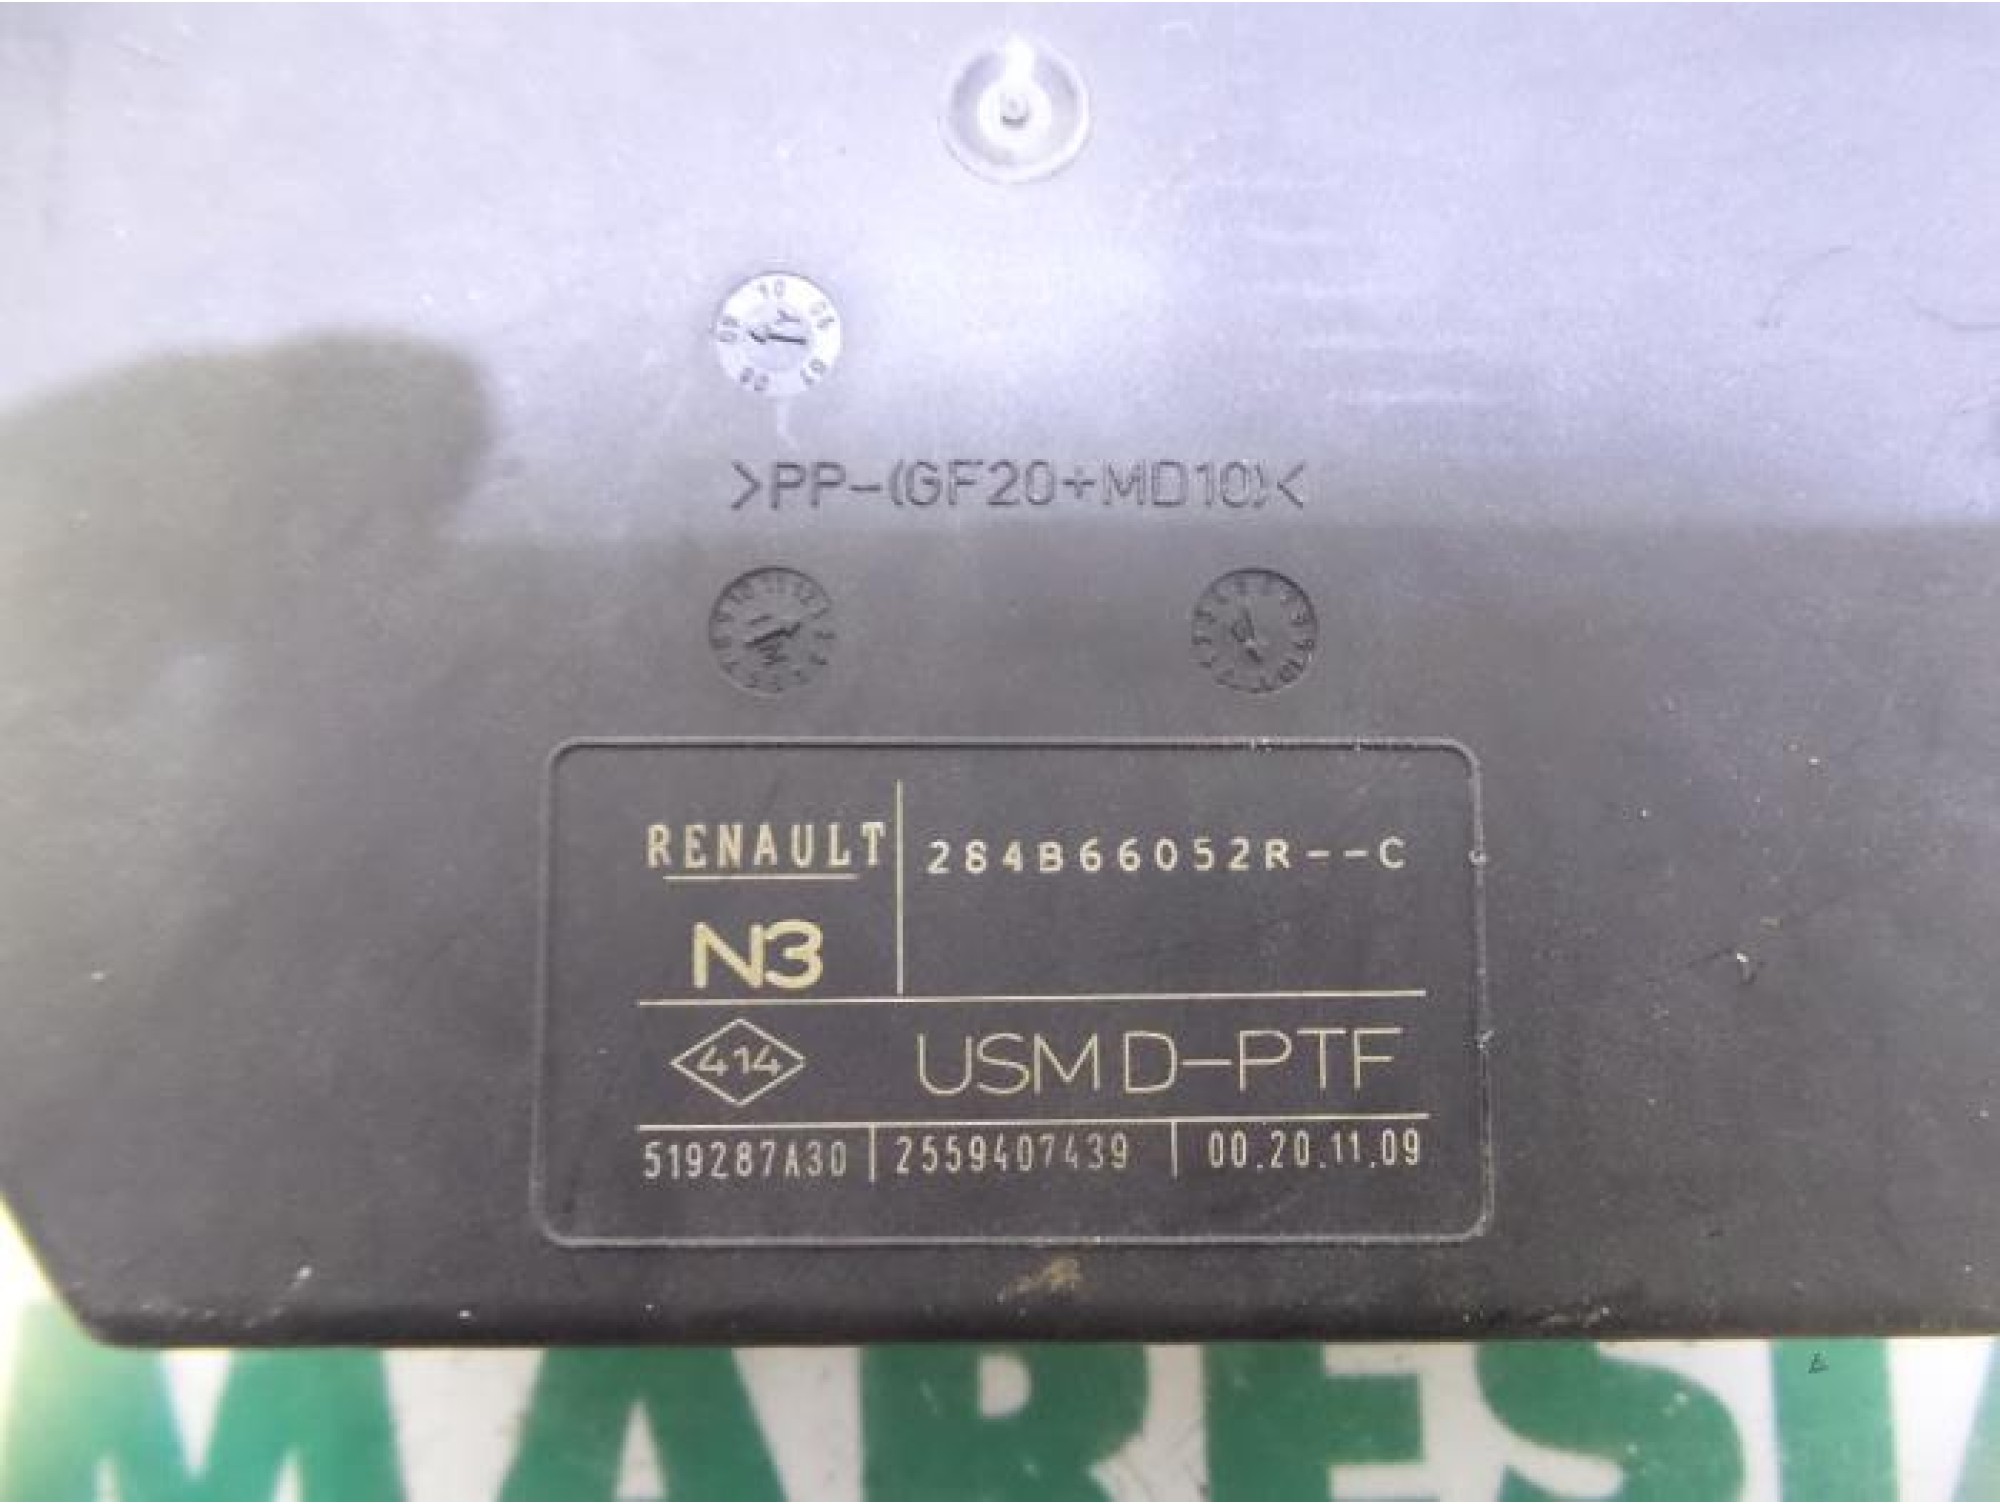 >PP-(GF20+MD10)<
RENAULT
284B66052R--C
N3
414
USM D-PTF
519287A30
2559407439
00.20.11.09